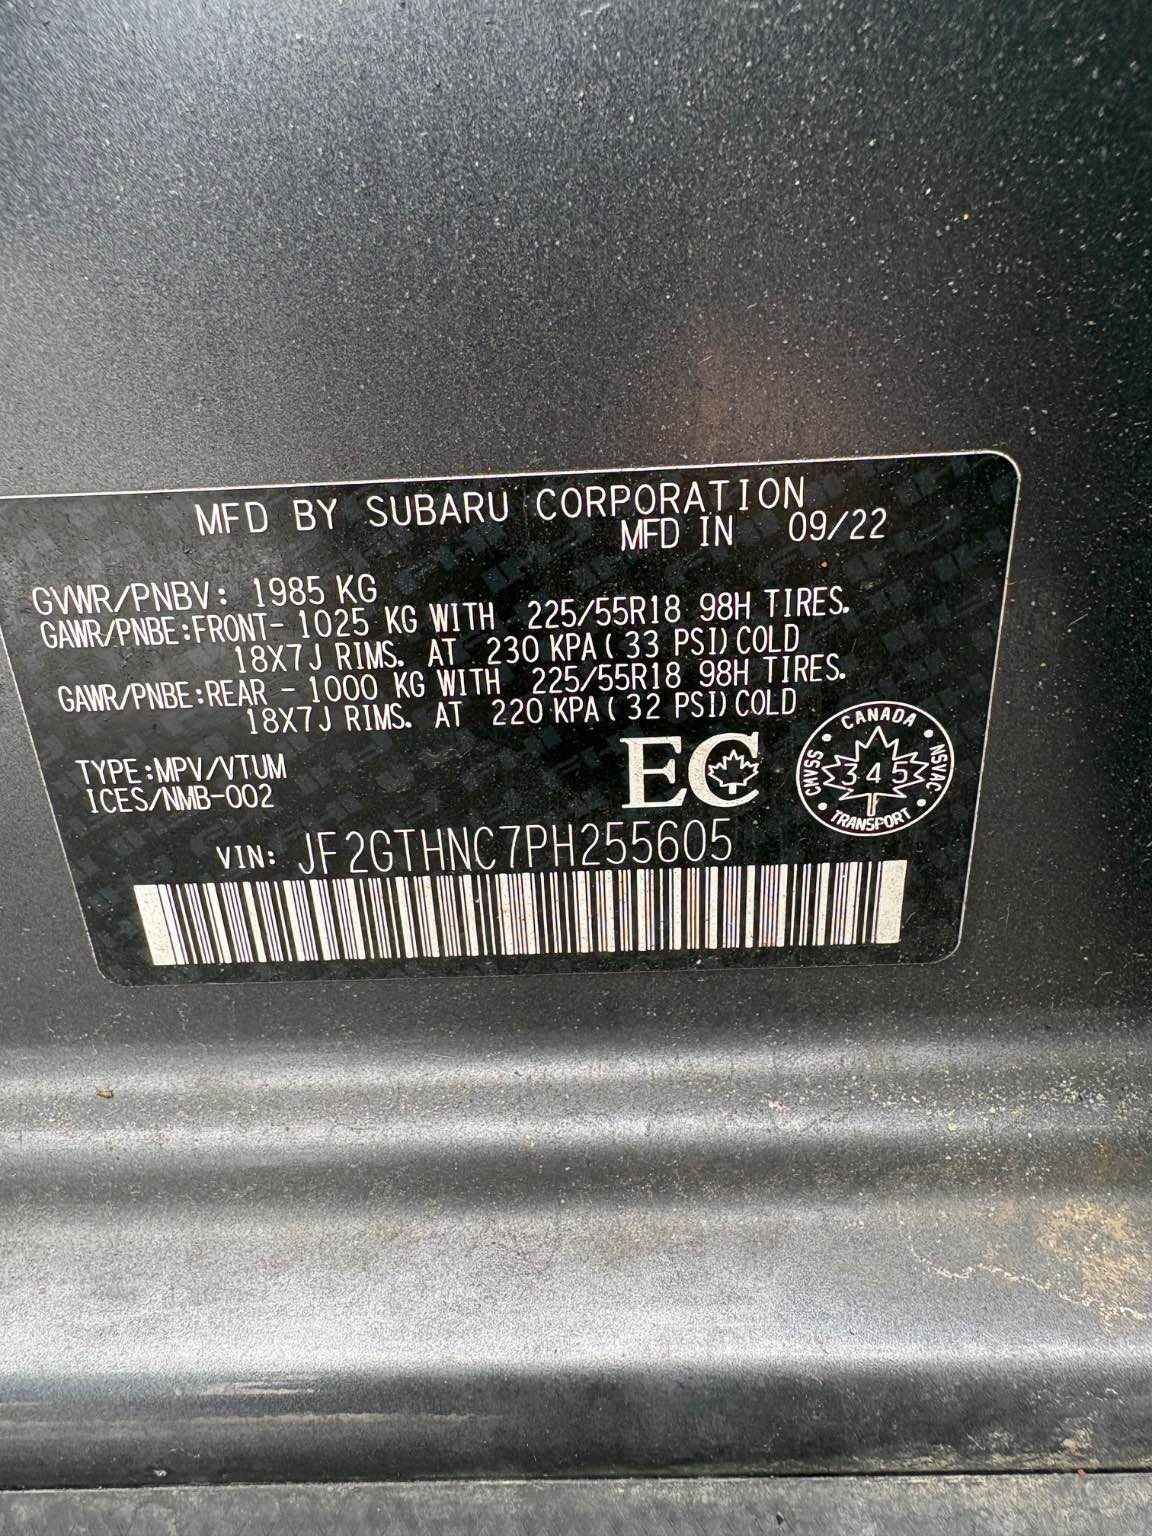 MFD BY SUBARU CORPORATION
MFD IN 09/22
GVWR/PNBV: 1985 KG
GAWR/PNBE:FRONT- 1025 KG WITH 225/55R18 98H TIRES.
18X7J RIMS. AT 230 KPA(33 PSI)COLD
GAWR/PNBE:REAR - 1000 KG WITH 225/55R18 98H TIRES.
18X7J RIMS. AT 220 KPA(32 PSI)COLD
TYPE:MPV/VTUM
ICES/NMB-002
EC
CANADA
CMVSS
345
NSVAC
TRANSPORT
VIN: JF2GTHNC7PH255605